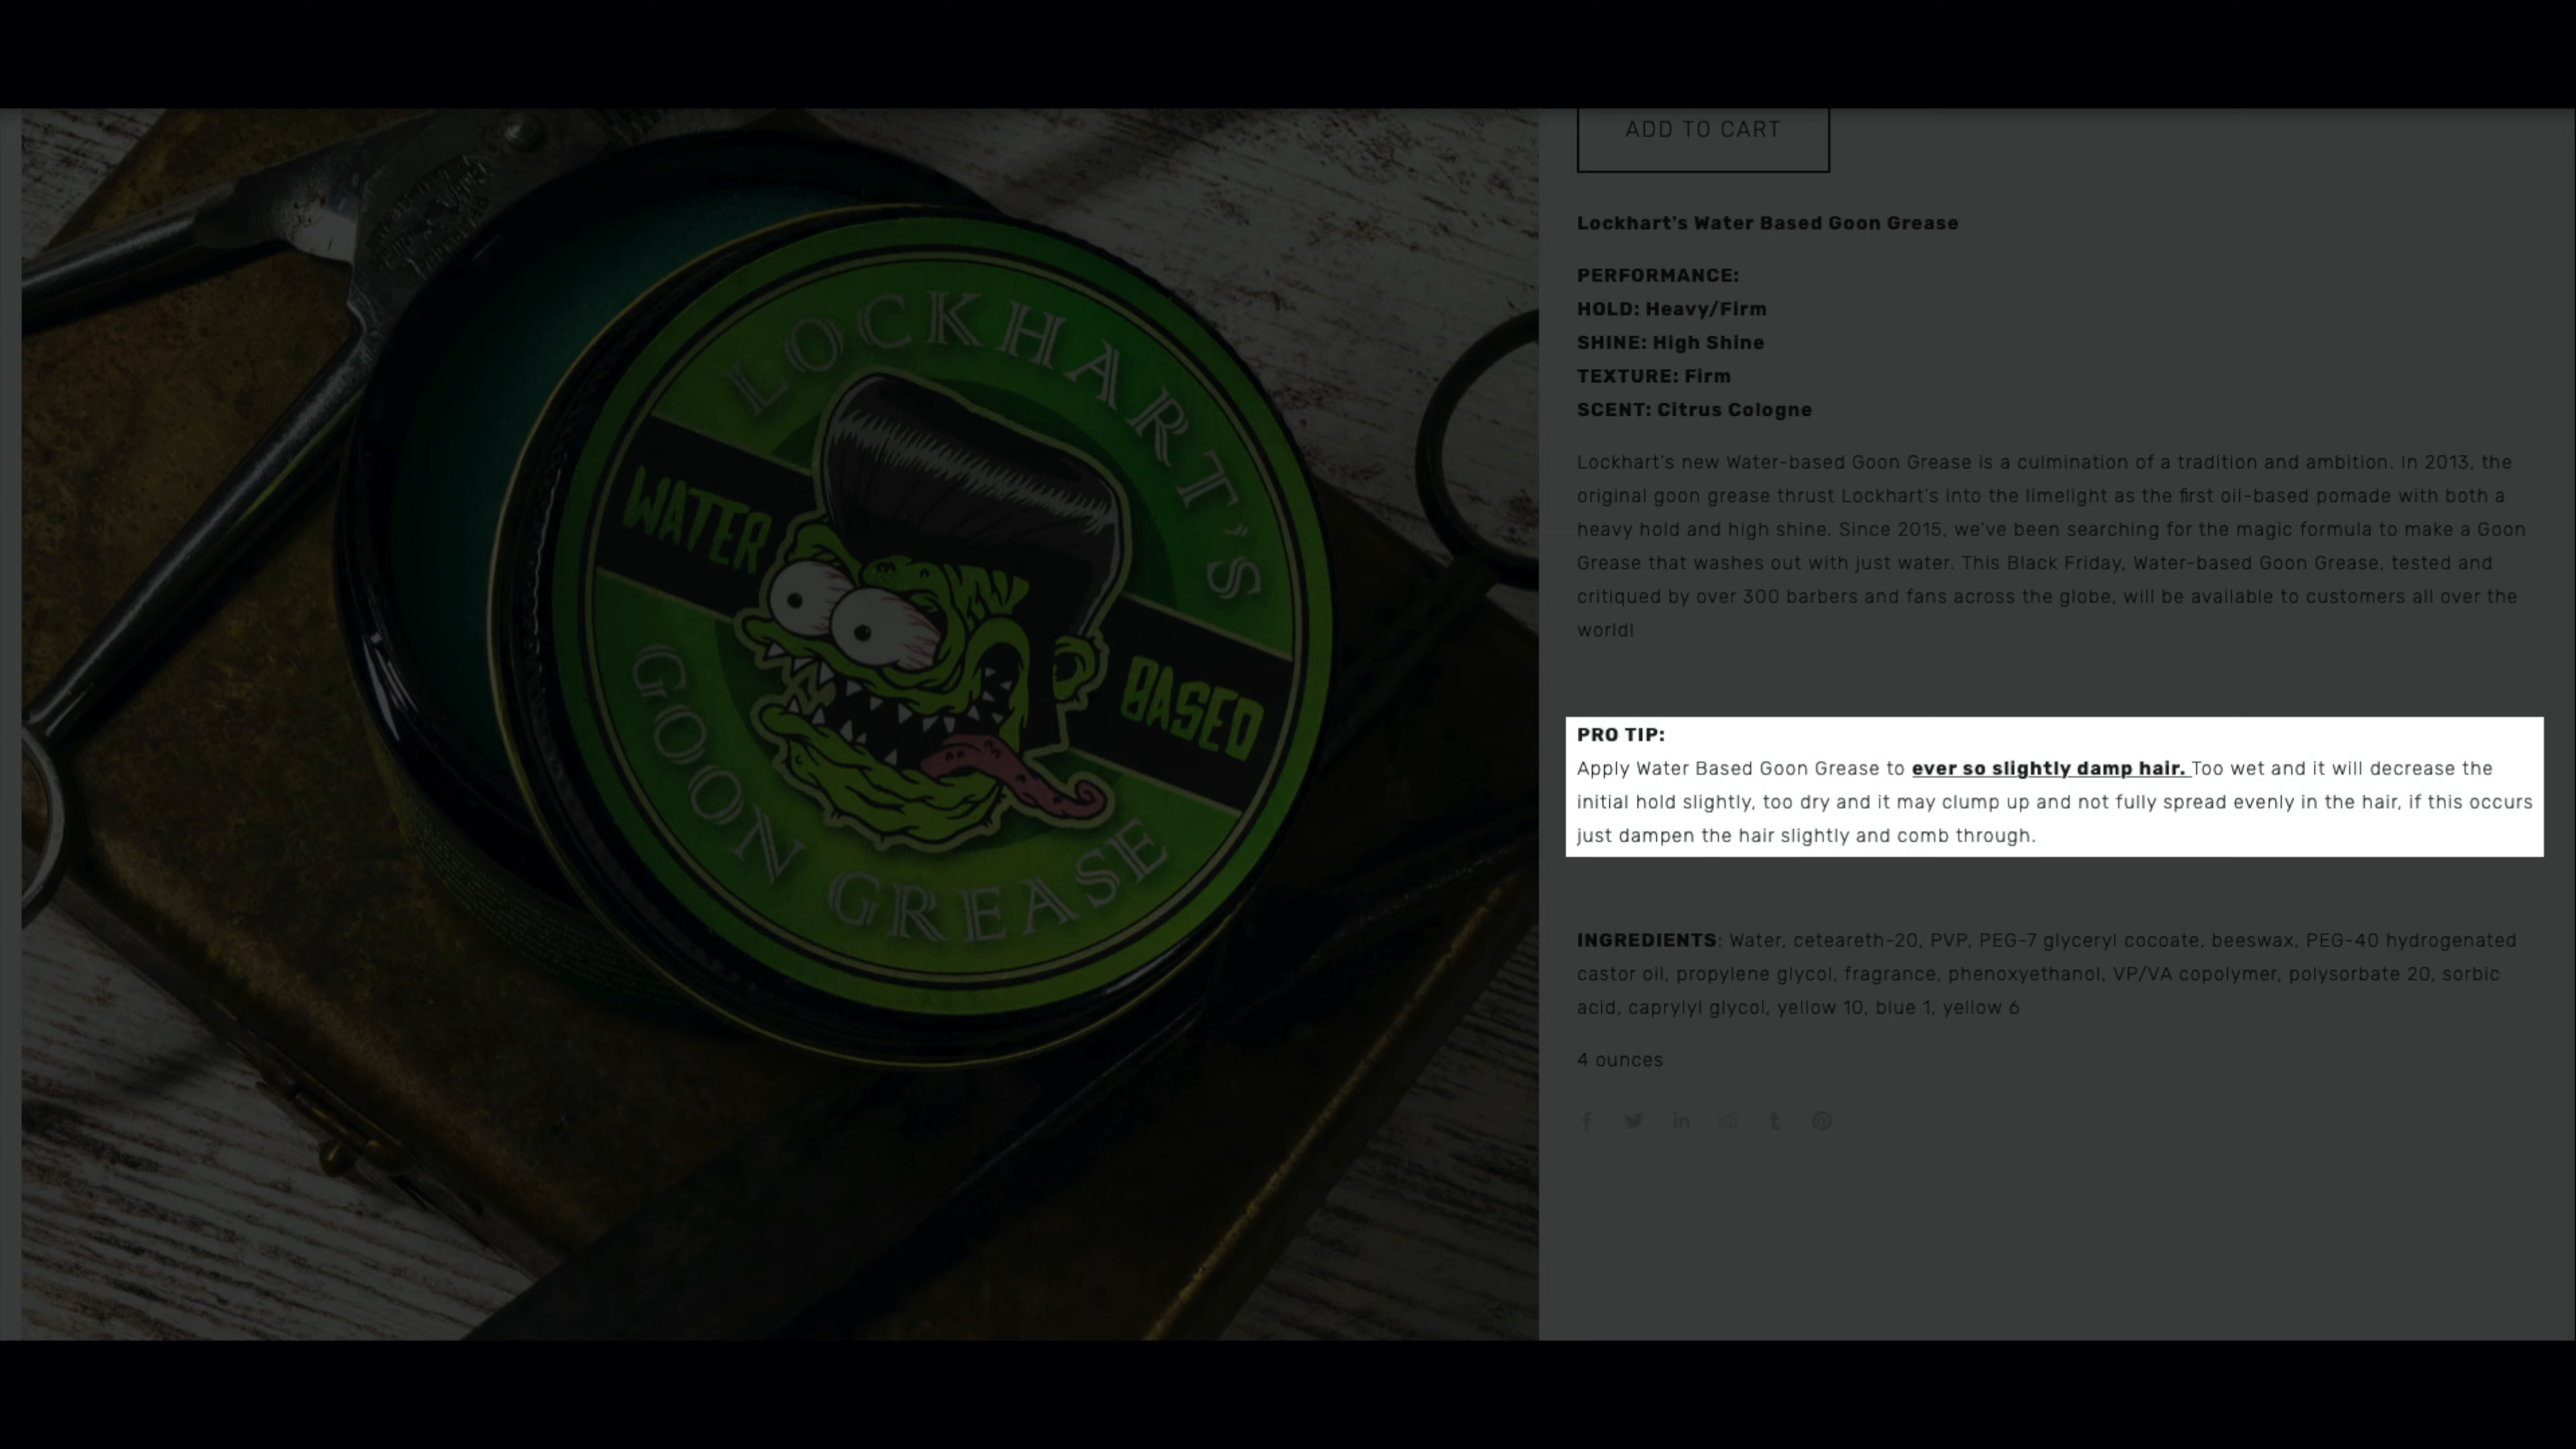 ADD TO CART
LOCKHART'S
WATER
BASED
GOON GREASE
Lockhart's Water Based Goon Grease
PERFORMANCE:
HOLD: Heavy/Firm
SHINE: High Shine
TEXTURE: Firm
SCENT: Citrus Cologne
Lockhart's new Water-based Goon Grease is a culmination of a tradition and ambition. In 2013, the
original goon grease thrust Lockhart's into the limelight as the first oil-based pomade with both a
heavy hold and high shine. Since 2015, we've been searching for the magic formula to make a Goon
Grease that washes out with just water. This Black Friday, Water-based Goon Grease, tested and
critiqued by over 300 barbers and fans across the globe, will be available to customers all over the
world!
PRO TIP:
Apply Water Based Goon Grease to ever so slightly damp hair. Too wet and it will decrease the
initial hold slightly, too dry and it may clump up and not fully spread evenly in the hair, if this occurs
just dampen the hair slightly and comb through.
INGREDIENTS: Water, ceteareth-20, PVP, PEG-7 glyceryl cocoate, beeswax, PEG-40 hydrogenated
castor oil, propylene glycol, fragrance, phenoxyethanol, VP/VA copolymer, polysorbate 20, sorbic
acid, caprylyl glycol, yellow 10, blue 1, yellow 6
4 ounces